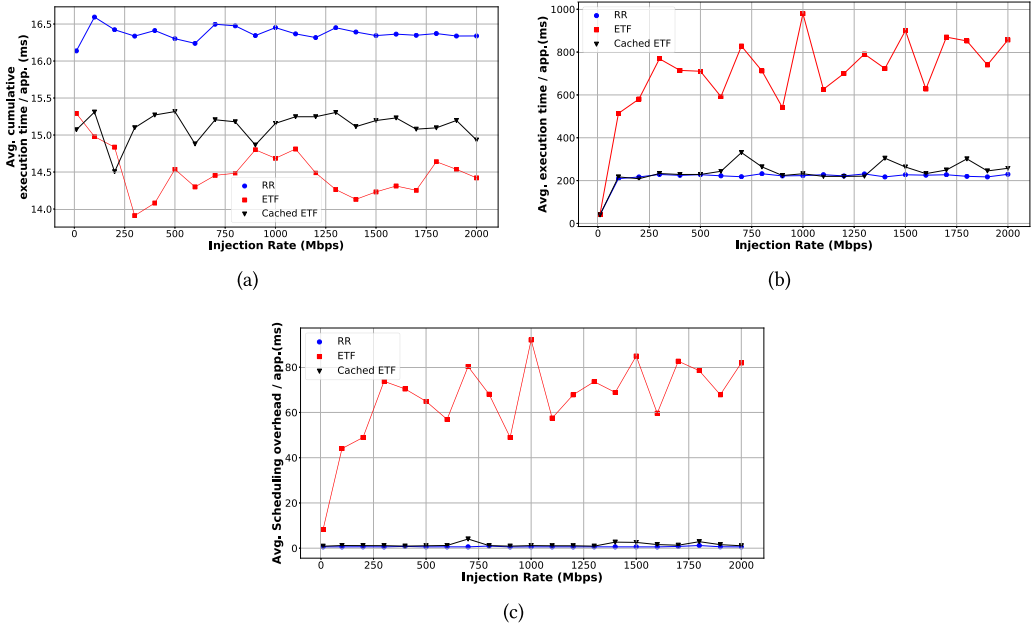 16.5
16.0
15.5
15.0
14.5
14.0
Avg. cumulative
execution time / app. (ms)
RR
ETF
Cached ETF
0 250 500 750 1000 1250 1500 1750 2000
Injection Rate (Mbps)
(a)
1000
800
600
400
200
0
Avg. execution time / app.(ms)
RR
ETF
Cached ETF
0 250 500 750 1000 1250 1500 1750 2000
Injection Rate (Mbps)
(b)
80
60
40
20
0
Avg. Scheduling overhead / app.(ms)
RR
ETF
Cached ETF
0 250 500 750 1000 1250 1500 1750 2000
Injection Rate (Mbps)
(c)